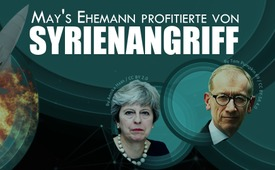 May's Ehemann profitierte von
SYRIENANGRIFF